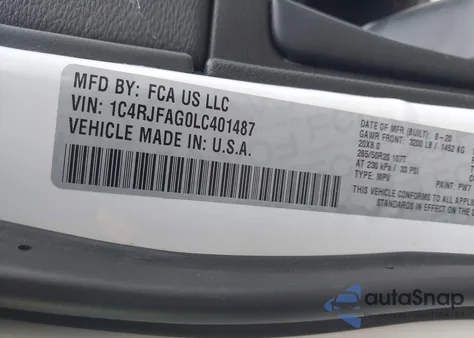 MFD BY: FCA US LLC
VIN: 1C4RJFAG0LC401487
VEHICLE MADE IN: U.S.A.
DATE OF MFR (BUILT): 8-20
GAWR FRONT: 3200 LB / 1452 KG
20X8.0
265/50R20 107T
AT 230 kPa / 33 PSI
TYPE: MPV
PAINT: PW
THIS VEHICLE CONFORMS TO ALL APPL
STANDARDS IN EFFECT ON THE
autoSnap